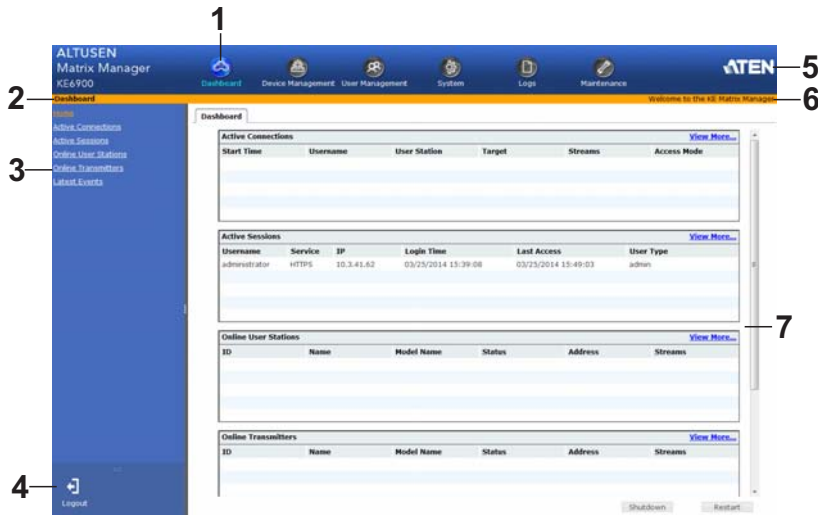 1
ALTUSEN
Matrix Manager
KE6900
Dashboard
Device Management
User Management
System
Logs
Maintenance
ATEN
5
2
Dashboard
Welcome to the KE Matrix Manager
6
Home
Active Connections
Active Sessions
Online User Stations
Online Transmitters
Latest Events
3
Dashboard
Active Connections View More...
Start Time Username User Station Target Streams Access Mode
Active Sessions View More...
Username Service IP Login Time Last Access User Type
administrator HTTPS 10.3.41.62 03/25/2014 15:39:08 03/25/2014 15:49:03 admin
7
Online User Stations View More...
ID Name Model Name Status Address Streams
Online Transmitters View More...
ID Name Model Name Status Address Streams
4
Logout
Shutdown Restart